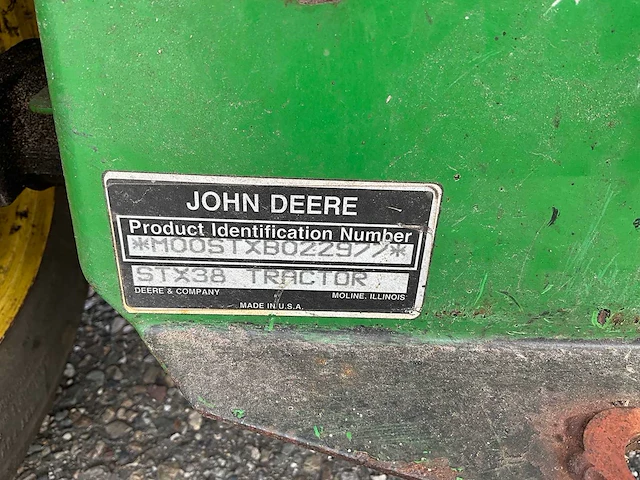 JOHN DEERE
Product Identification Number
*M00STXB022977*
STX38 TRACTOR
DEERE & COMPANY MOLINE, ILLINOIS
MADE IN U.S.A.